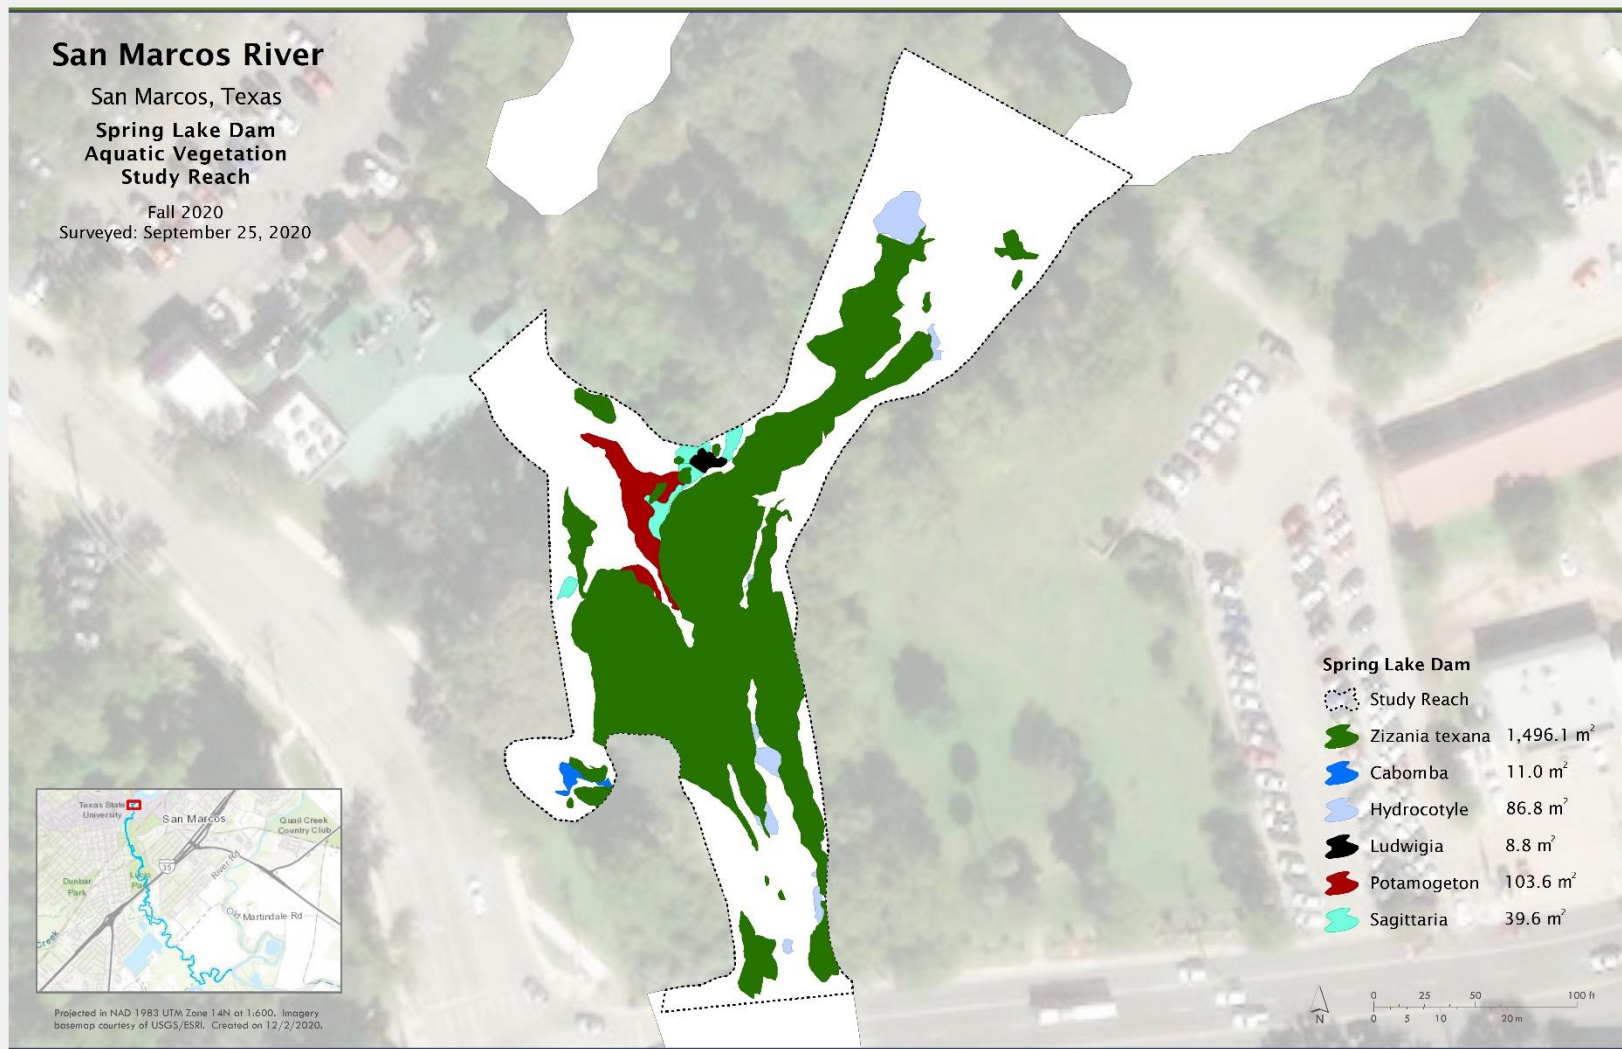 San Marcos River
San Marcos, Texas
Spring Lake Dam
Aquatic Vegetation
Study Reach
Fall 2020
Surveyed: September 25, 2020
Spring Lake Dam
Study Reach
Zizania texana 1,496.1 m²
Cabomba 11.0 m²
Hydrocotyle 86.8 m²
Ludwigia 8.8 m²
Potamogeton 103.6 m²
Sagittaria 39.6 m²
Texas State
University
San Marcos
Quail Creek
Country Club
35
River Rd
Dunbar
Park
Old Martindale Rd
Creek
Projected in NAD 1983 UTM Zone 14N at 1:600. Imagery
basemap courtesy of USGS/ESRI. Created on 12/2/2020.
N
0 25 50 100 ft
0 5 10 20 m